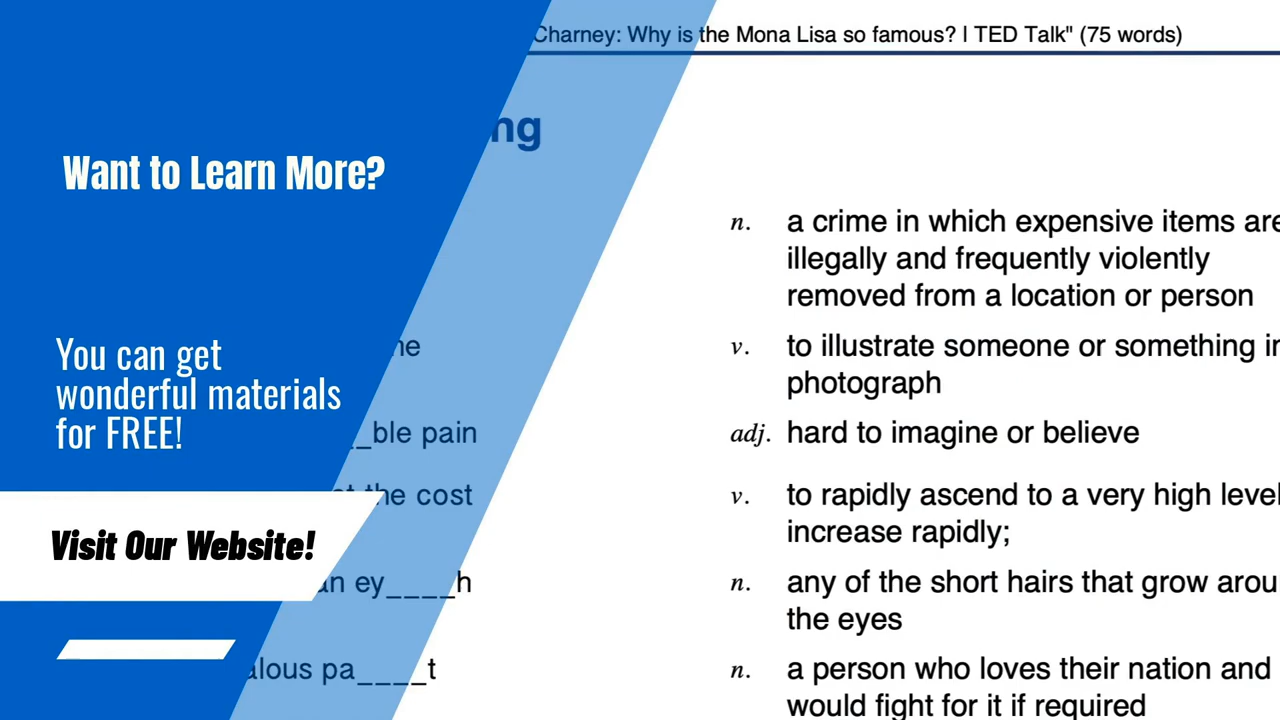 Charney: Why is the Mona Lisa so famous? | TED Talk" (75 words)
ng
Want to Learn More?
You can get
wonderful materials
for FREE!
Visit Our Website!
ne
_ble pain
the cost
an ey____h
alous pa____t
n. a crime in which expensive items are
illegally and frequently violently
removed from a location or person
v. to illustrate someone or something in
photograph
adj. hard to imagine or believe
v. to rapidly ascend to a very high level
increase rapidly;
n. any of the short hairs that grow arou
the eyes
n. a person who loves their nation and
would fight for it if required